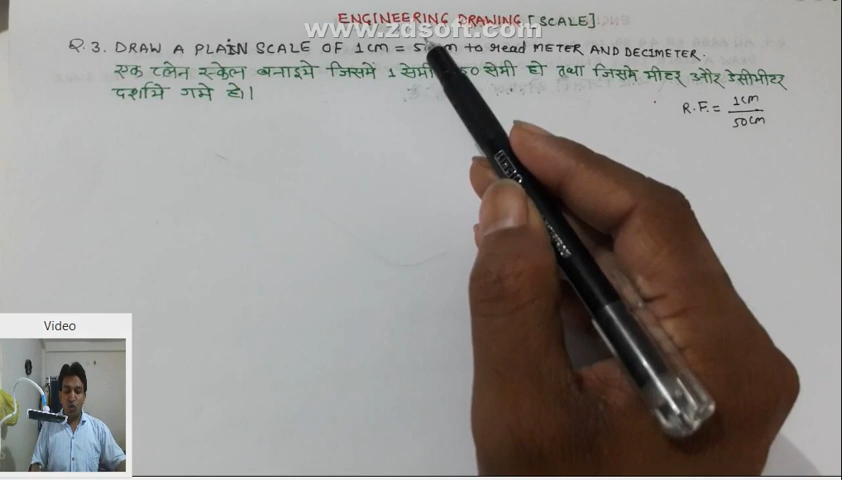 ENGINEERING DRAWING [SCALE]
www.zdsoft.com
Q.3. DRAW A PLAIN SCALE OF 1cm = to read METER AND DECIMETER.
एक प्लेन स्केल बनाइये जिसमें 1 सेमी 50 सेमी हो तथा जिसमें मीटर और डेसीमीटर
दर्शाये गये हे।
R.F. = 1cm
50cm
Video